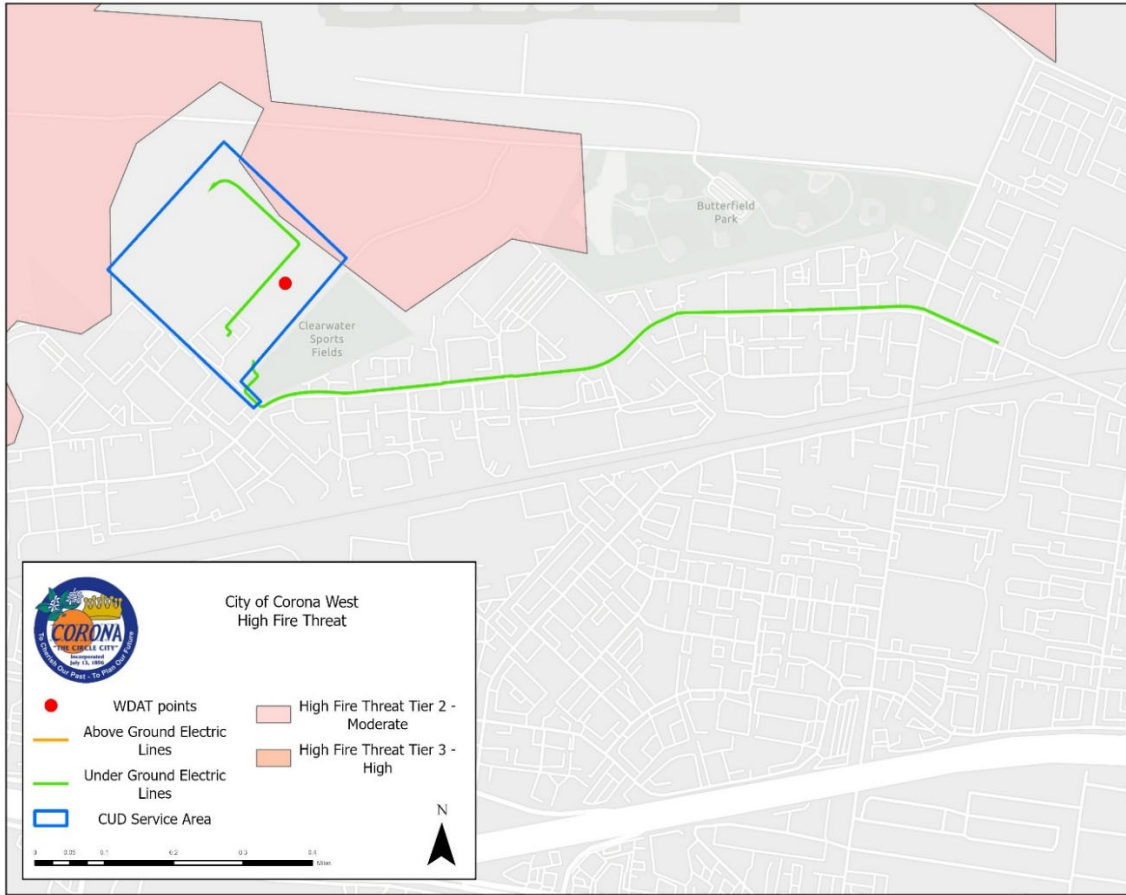 Butterfield
Park
Clearwater
Sports
Fields
City of Corona West
High Fire Threat
CORONA
"THE CIRCLE CITY"
Incorporated
July 13, 1896
To Cherish Our Past - To Plan Our Future
WDAT points
Above Ground Electric
Lines
Under Ground Electric
Lines
CUD Service Area
High Fire Threat Tier 2 -
Moderate
High Fire Threat Tier 3 -
High
N
0 0.05 0.1 0.2 0.3 0.4
Miles